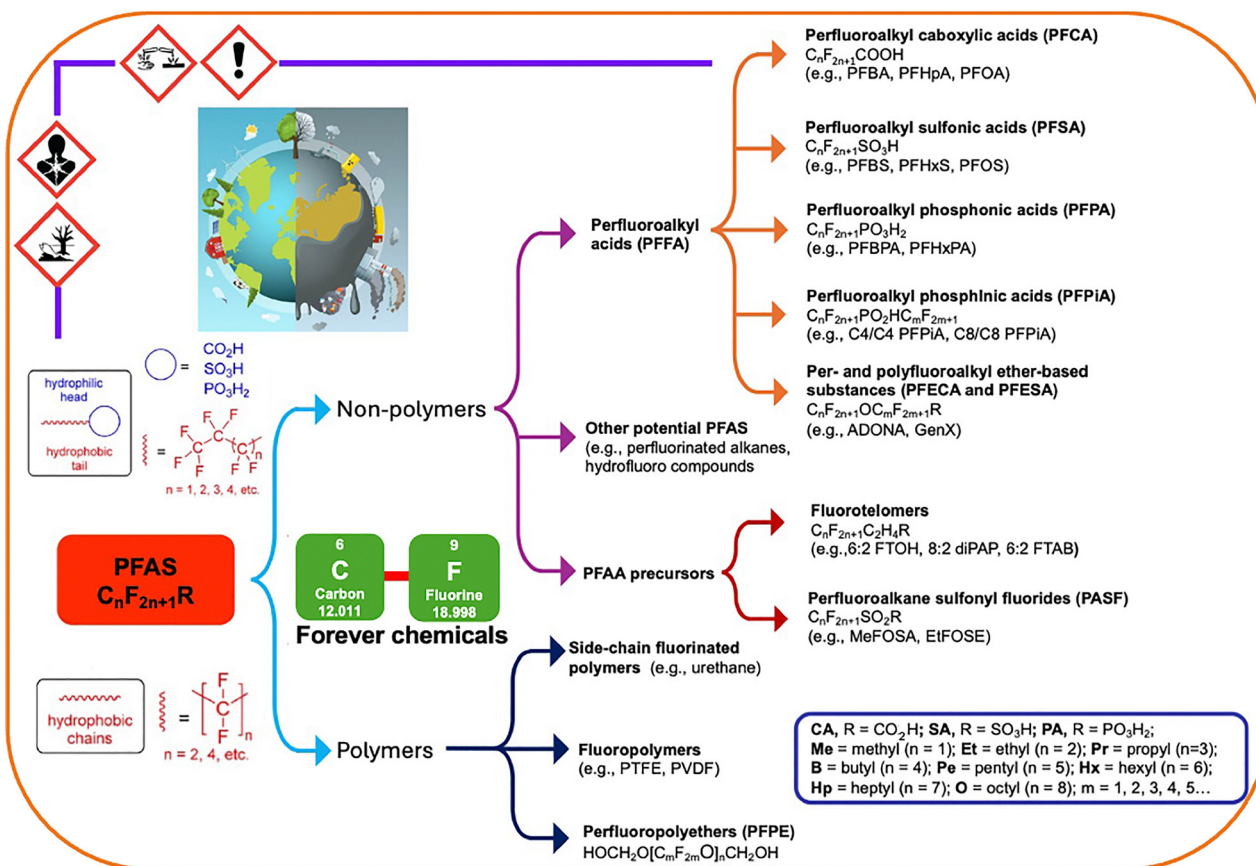 Perfluoroalkyl caboxylic acids (PFCA)
CₙF₂ₙ₊₁COOH
(e.g., PFBA, PFHpA, PFOA)
Perfluoroalkyl sulfonic acids (PFSA)
CₙF₂ₙ₊₁SO₃H
(e.g., PFBS, PFHxS, PFOS)
Perfluoroalkyl phosphonic acids (PFPA)
CₙF₂ₙ₊₁PO₃H₂
(e.g., PFBPA, PFHxPA)
Perfluoroalkyl phosphInic acids (PFPiA)
CₙF₂ₙ₊₁PO₂HCₘF₂ₘ₊₁
(e.g., C4/C4 PFPiA, C8/C8 PFPiA)
Per- and polyfluoroalkyl ether-based
substances (PFECA and PFESA)
CₙF₂ₙ₊₁OCₘF₂ₘ₊₁R
(e.g., ADONA, GenX)
Perfluoroalkyl
acids (PFFA)
Non-polymers
Other potential PFAS
(e.g., perfluorinated alkanes,
hydrofluoro compounds
PFAA precursors
Fluorotelomers
CₙF₂ₙ₊₁C₂H₄R
(e.g.,6:2 FTOH, 8:2 diPAP, 6:2 FTAB)
Perfluoroalkane sulfonyl fluorides (PASF)
CₙF₂ₙ₊₁SO₂R
(e.g., MeFOSA, EtFOSE)
hydrophilic
head
hydrophobic
tail
=
CO₂H
SO₃H
PO₃H₂
=
F F F
C
F C (C)n
F F F F
n = 1, 2, 3, 4, etc.
PFAS
CₙF₂ₙ₊₁R
6
C
Carbon
12.011
9
F
Fluorine
18.998
Forever chemicals
hydrophobic
chains
=
F
C
F
n
n = 2, 4, etc.
Polymers
Side-chain fluorinated
polymers (e.g., urethane)
Fluoropolymers
(e.g., PTFE, PVDF)
Perfluoropolyethers (PFPE)
HOCH₂O[CₘF₂ₘO]ₙCH₂OH
CA, R = CO₂H; SA, R = SO₃H; PA, R = PO₃H₂;
Me = methyl (n = 1); Et = ethyl (n = 2); Pr = propyl (n=3);
B = butyl (n = 4); Pe = pentyl (n = 5); Hx = hexyl (n = 6);
Hp = heptyl (n = 7); O = octyl (n = 8); m = 1, 2, 3, 4, 5...